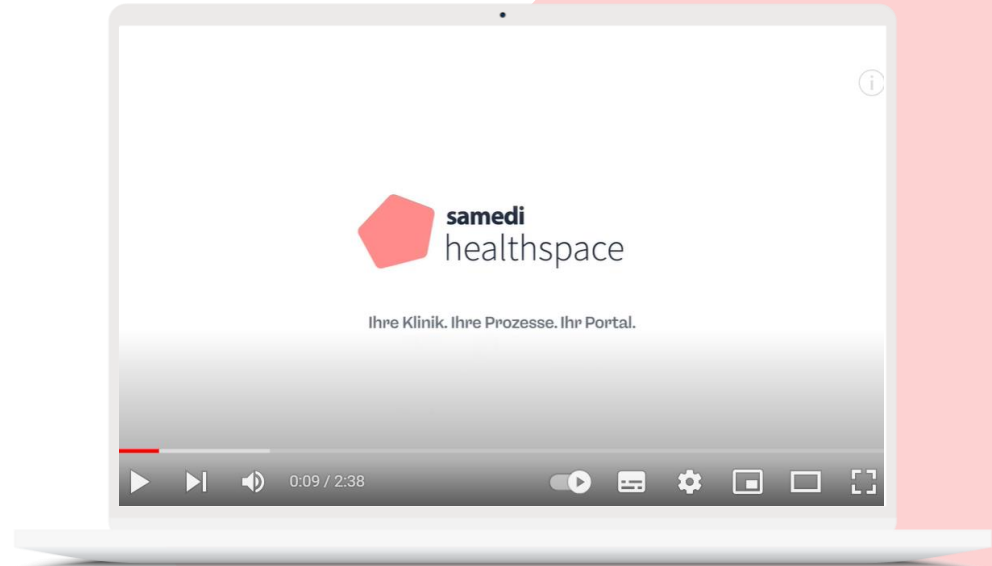 samedi
healthspace
Ihre Klinik. Ihre Prozesse. Ihr Portal.
0:09 / 2:38